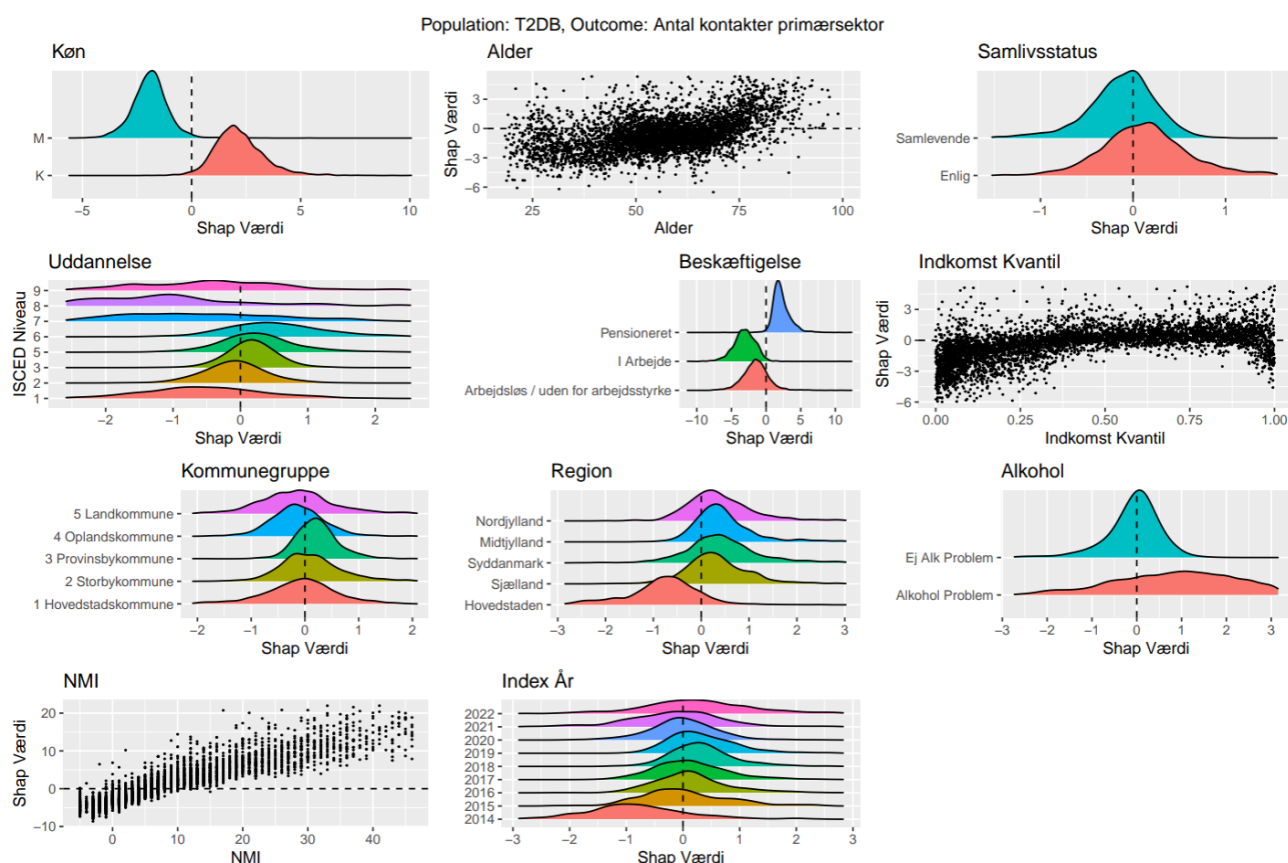 Population: T2DB, Outcome: Antal kontakter primærsektor
Køn
M
K
−5 0 5 10
Shap Værdi
Alder
Shap Værdi
3
0
−3
−6
25 50 75 100
Alder
Samlivsstatus
Samlevende
Enlig
−1 0 1
Shap Værdi
Uddannelse
ISCED Niveau
9
8
7
6
5
3
2
1
−2 −1 0 1 2
Shap Værdi
Beskæftigelse
Pensioneret
I Arbejde
Arbejdsløs / uden for arbejdsstyrke
−10 −5 0 5 10
Shap Værdi
Indkomst Kvantil
Shap Værdi
3
0
−3
−6
0.00 0.25 0.50 0.75 1.00
Indkomst Kvantil
Kommunegruppe
5 Landkommune
4 Oplandskommune
3 Provinsbykommune
2 Storbykommune
1 Hovedstadskommune
−2 −1 0 1 2
Shap Værdi
Region
Nordjylland
Midtjylland
Syddanmark
Sjælland
Hovedstaden
−3 −2 −1 0 1 2 3
Shap Værdi
Alkohol
Ej Alk Problem
Alkohol Problem
−3 −2 −1 0 1 2 3
Shap Værdi
NMI
Shap Værdi
20
10
0
−10
0 10 20 30 40
NMI
Index År
2022
2021
2020
2019
2018
2017
2016
2015
2014
−3 −2 −1 0 1 2 3
Shap Værdi